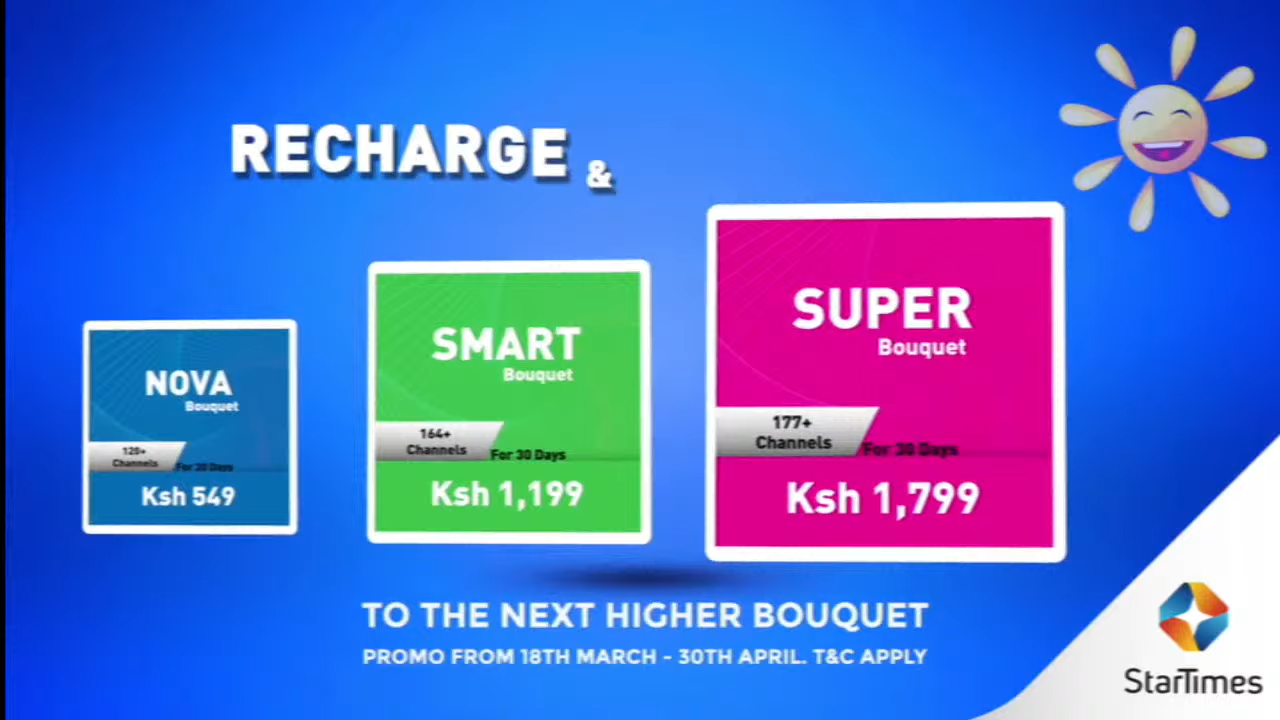 RECHARGE &
NOVA
Bouquet
120+
Channels
For 30 Days
Ksh 549
SMART
Bouquet
164+
Channels
For 30 Days
Ksh 1,199
SUPER
Bouquet
177+
Channels
For 30 Days
Ksh 1,799
TO THE NEXT HIGHER BOUQUET
PROMO FROM 18TH MARCH - 30TH APRIL. T&C APPLY
StarTimes